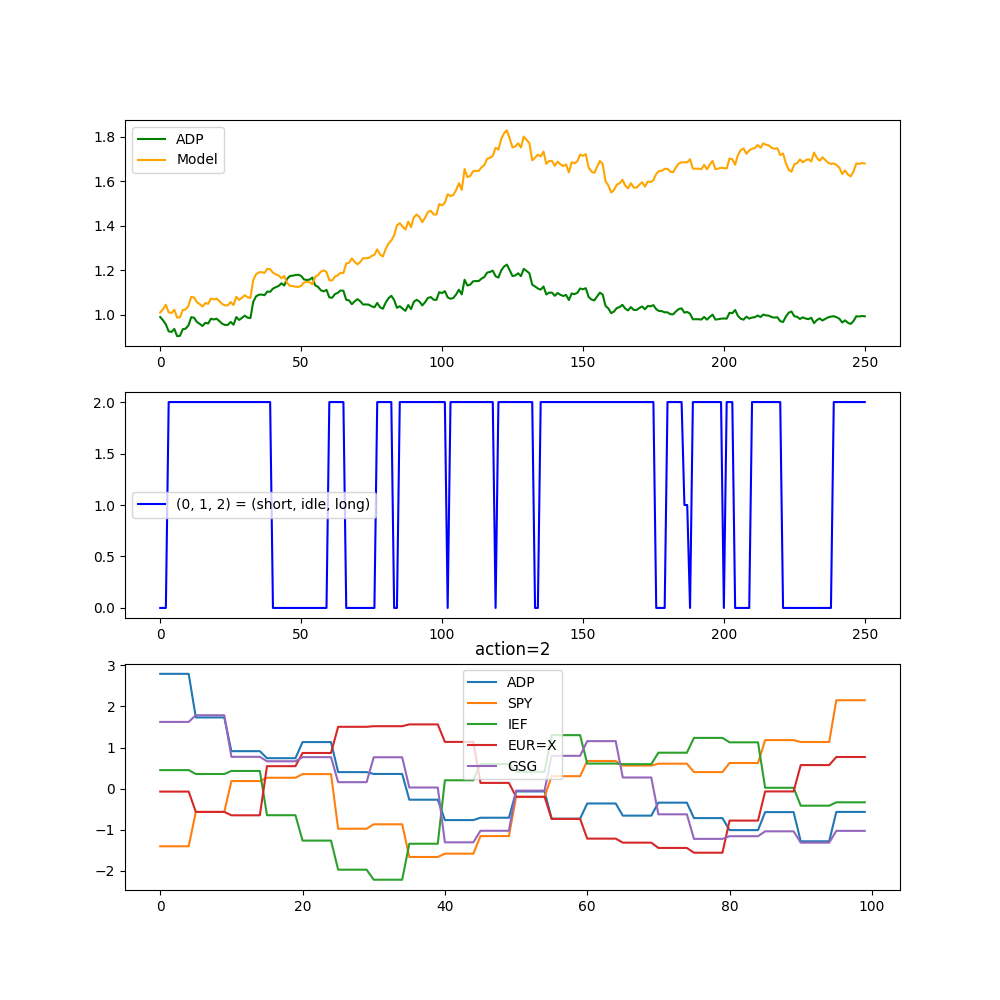 1.8
1.6
1.4
1.2
1.0
ADP
Model
0 50 100 150 200 250
2.0
1.5
1.0
0.5
0.0
(0, 1, 2) = (short, idle, long)
0 50 100 150 200 250
action=2
3
2
1
0
−1
−2
ADP
SPY
IEF
EUR=X
GSG
0 20 40 60 80 100